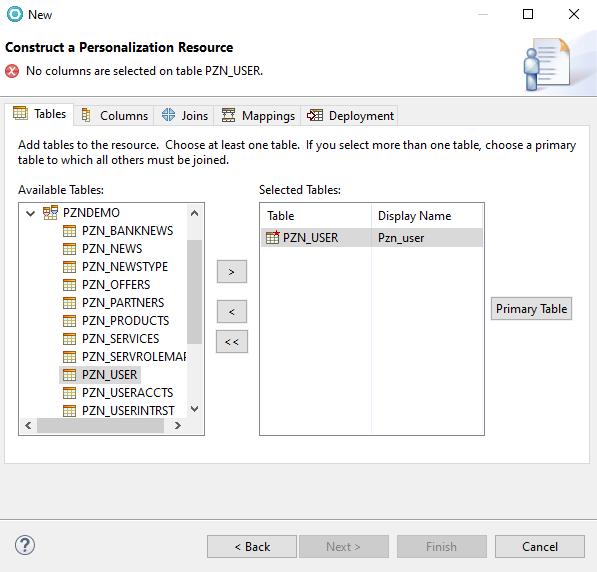 New
Construct a Personalization Resource
No columns are selected on table PZN_USER.
Tables
Columns
Joins
Mappings
Deployment
Add tables to the resource. Choose at least one table. If you select more than one table, choose a primary
table to which all others must be joined.
Available Tables:
Selected Tables:
PZNDEMO
PZN_BANKNEWS
PZN_NEWS
PZN_NEWSTYPE
PZN_OFFERS
PZN_PARTNERS
PZN_PRODUCTS
PZN_SERVICES
PZN_SERVROLEMAP
PZN_USER
PZN_USERACCTS
PZN_USERINTRST
>
<
<<
Table Display Name
PZN_USER Pzn_user
Primary Table
?
< Back
Next >
Finish
Cancel